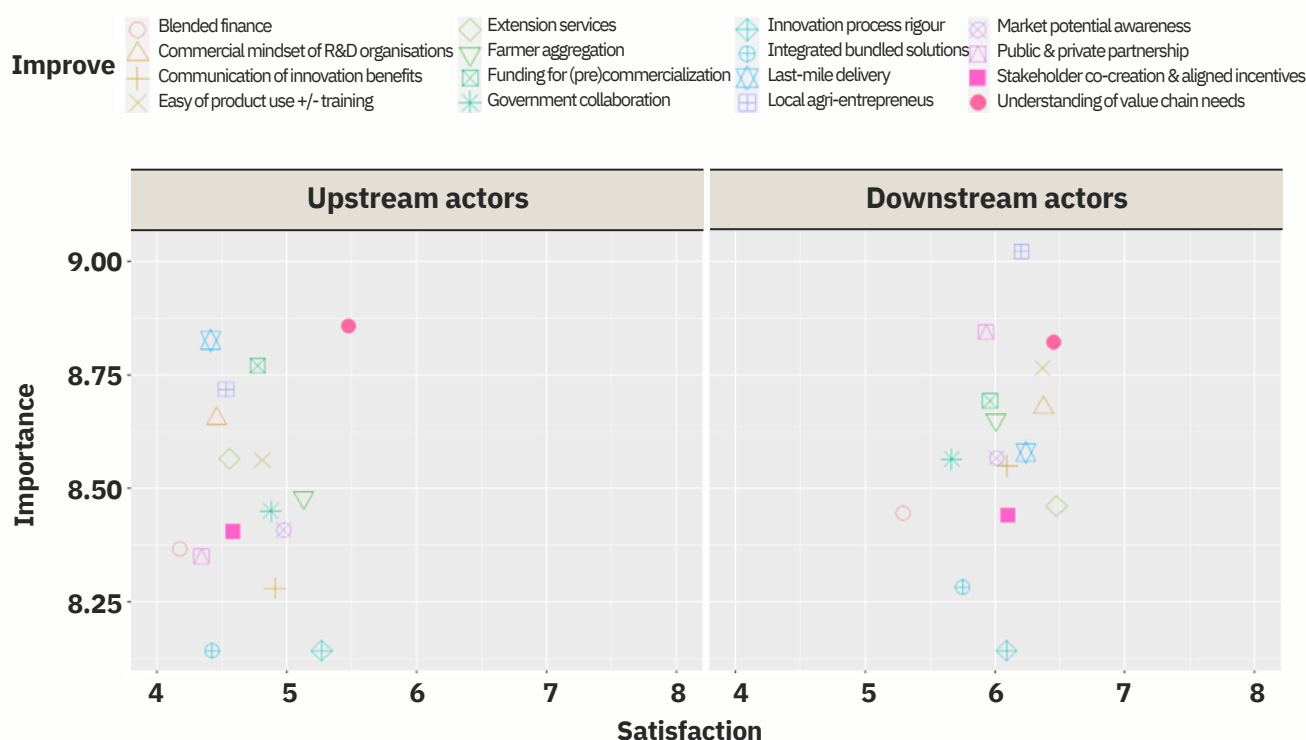 Improve
Blended finance
Commercial mindset of R&D organisations
Communication of innovation benefits
Easy of product use +/- training
Extension services
Farmer aggregation
Funding for (pre)commercialization
Government collaboration
Innovation process rigour
Integrated bundled solutions
Last-mile delivery
Local agri-entrepreneus
Market potential awareness
Public & private partnership
Stakeholder co-creation & aligned incentives
Understanding of value chain needs
Upstream actors
Downstream actors
Importance
9.00
8.75
8.50
8.25
4 5 6 7 8
4 5 6 7 8
Satisfaction